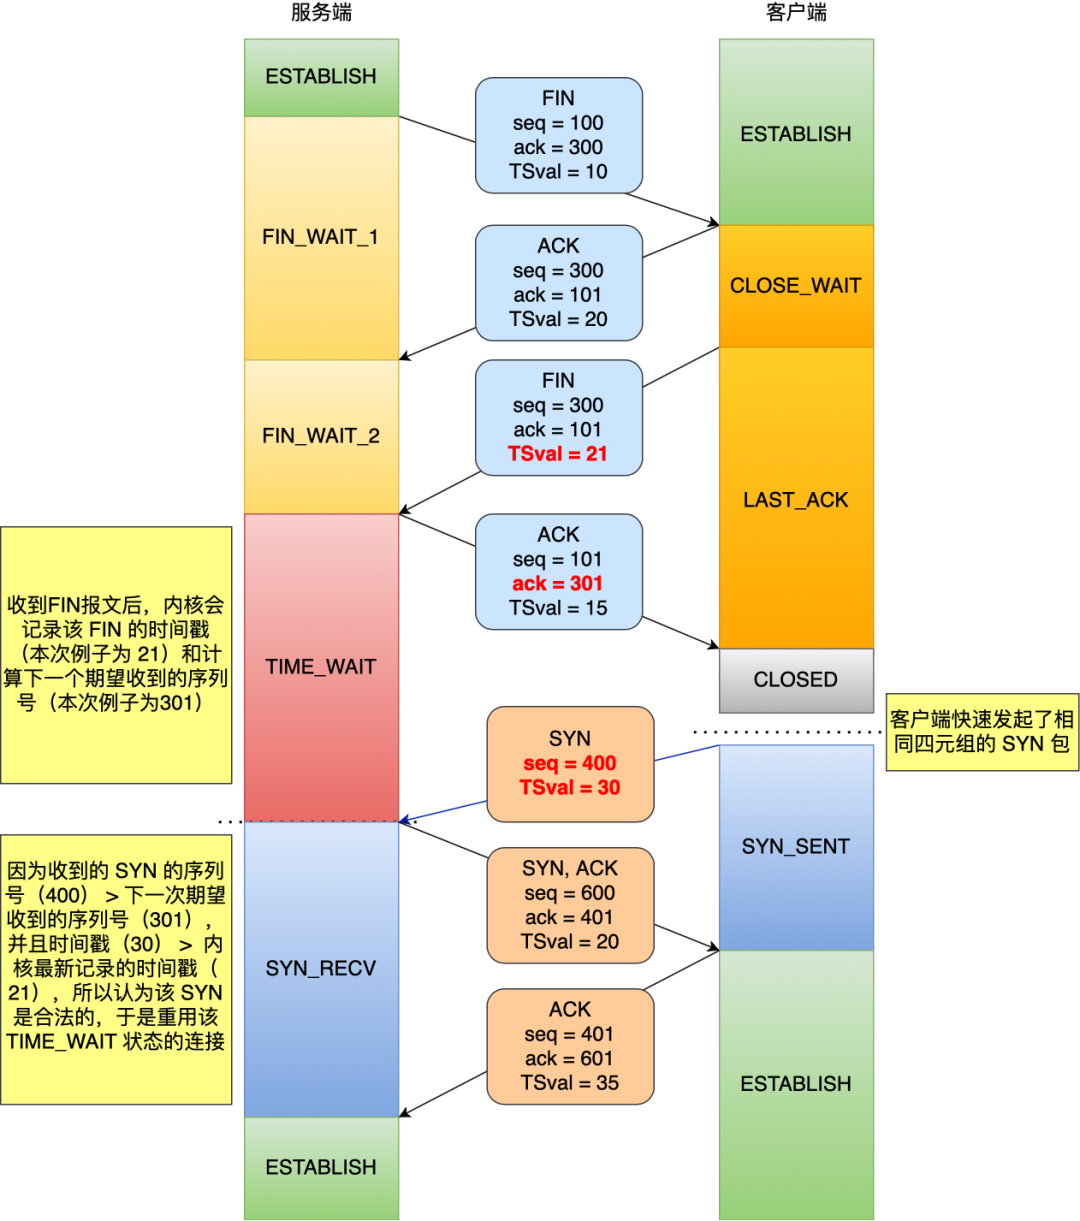 服务端
客户端
ESTABLISH
FIN
seq = 100
ack = 300
TSval = 10
ESTABLISH
FIN_WAIT_1
ACK
seq = 300
ack = 101
TSval = 20
CLOSE_WAIT
FIN
seq = 300
ack = 101
TSval = 21
FIN_WAIT_2
LAST_ACK
ACK
seq = 101
ack = 301
TSval = 15
收到FIN报文后，内核会
记录该 FIN 的时间戳
（本次例子为 21）和计
算下一个期望收到的序列
号（本次例子为301）
TIME_WAIT
CLOSED
客户端快速发起了相
同四元组的 SYN 包
SYN
seq = 400
TSval = 30
SYN_SENT
因为收到的 SYN 的序列
号（400） > 下一次期望
收到的序列号（301），
并且时间戳（30） > 内
核最新记录的时间戳（
21），所以认为该 SYN
是合法的，于是重用该
TIME_WAIT 状态的连接
SYN, ACK
seq = 600
ack = 401
TSval = 20
SYN_RECV
ACK
seq = 401
ack = 601
TSval = 35
ESTABLISH
ESTABLISH